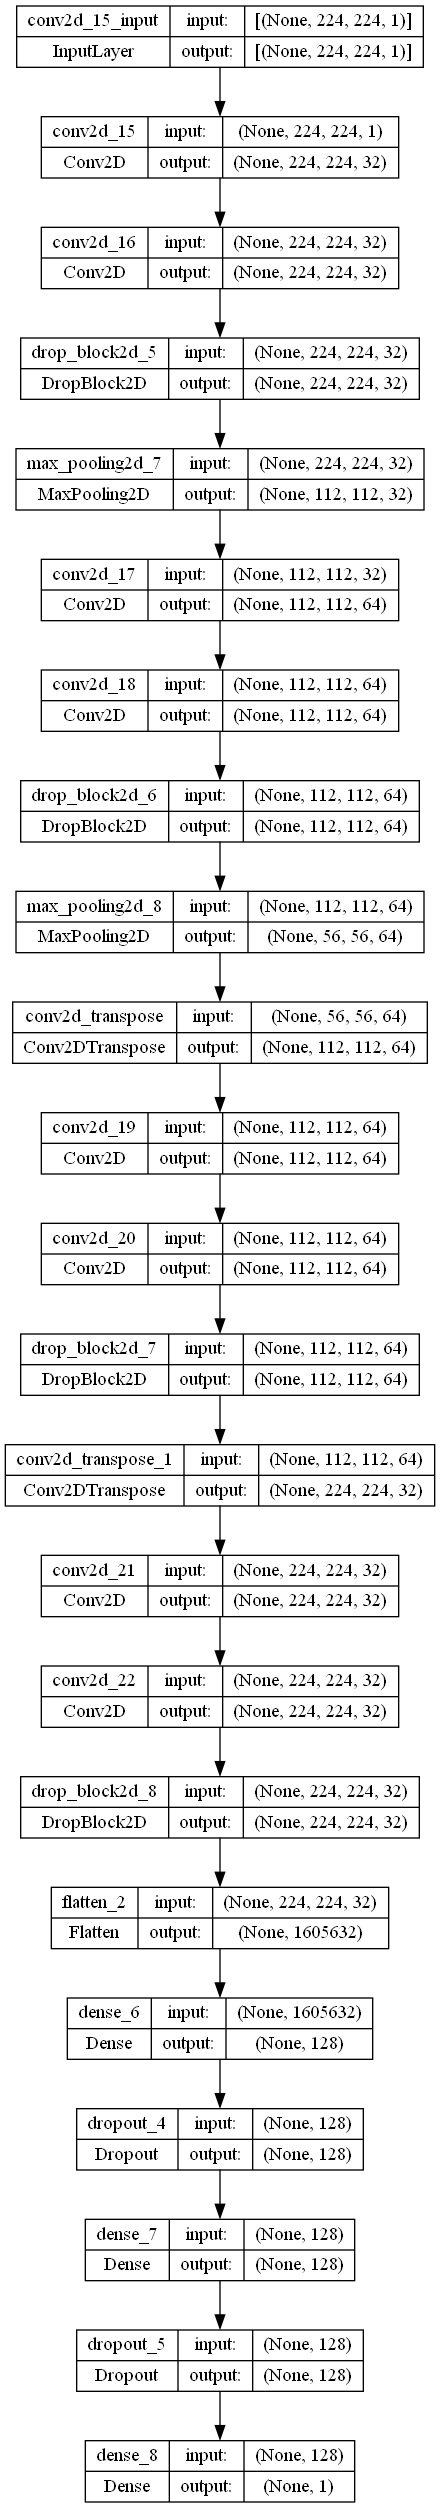 conv2d_15_input input: [(None, 224, 224, 1)]
InputLayer output: [(None, 224, 224, 1)]
conv2d_15 input: (None, 224, 224, 1)
Conv2D output: (None, 224, 224, 32)
conv2d_16 input: (None, 224, 224, 32)
Conv2D output: (None, 224, 224, 32)
drop_block2d_5 input: (None, 224, 224, 32)
DropBlock2D output: (None, 224, 224, 32)
max_pooling2d_7 input: (None, 224, 224, 32)
MaxPooling2D output: (None, 112, 112, 32)
conv2d_17 input: (None, 112, 112, 32)
Conv2D output: (None, 112, 112, 64)
conv2d_18 input: (None, 112, 112, 64)
Conv2D output: (None, 112, 112, 64)
drop_block2d_6 input: (None, 112, 112, 64)
DropBlock2D output: (None, 112, 112, 64)
max_pooling2d_8 input: (None, 112, 112, 64)
MaxPooling2D output: (None, 56, 56, 64)
conv2d_transpose input: (None, 56, 56, 64)
Conv2DTranspose output: (None, 112, 112, 64)
conv2d_19 input: (None, 112, 112, 64)
Conv2D output: (None, 112, 112, 64)
conv2d_20 input: (None, 112, 112, 64)
Conv2D output: (None, 112, 112, 64)
drop_block2d_7 input: (None, 112, 112, 64)
DropBlock2D output: (None, 112, 112, 64)
conv2d_transpose_1 input: (None, 112, 112, 64)
Conv2DTranspose output: (None, 224, 224, 32)
conv2d_21 input: (None, 224, 224, 32)
Conv2D output: (None, 224, 224, 32)
conv2d_22 input: (None, 224, 224, 32)
Conv2D output: (None, 224, 224, 32)
drop_block2d_8 input: (None, 224, 224, 32)
DropBlock2D output: (None, 224, 224, 32)
flatten_2 input: (None, 224, 224, 32)
Flatten output: (None, 1605632)
dense_6 input: (None, 1605632)
Dense output: (None, 128)
dropout_4 input: (None, 128)
Dropout output: (None, 128)
dense_7 input: (None, 128)
Dense output: (None, 128)
dropout_5 input: (None, 128)
Dropout output: (None, 128)
dense_8 input: (None, 128)
Dense output: (None, 1)